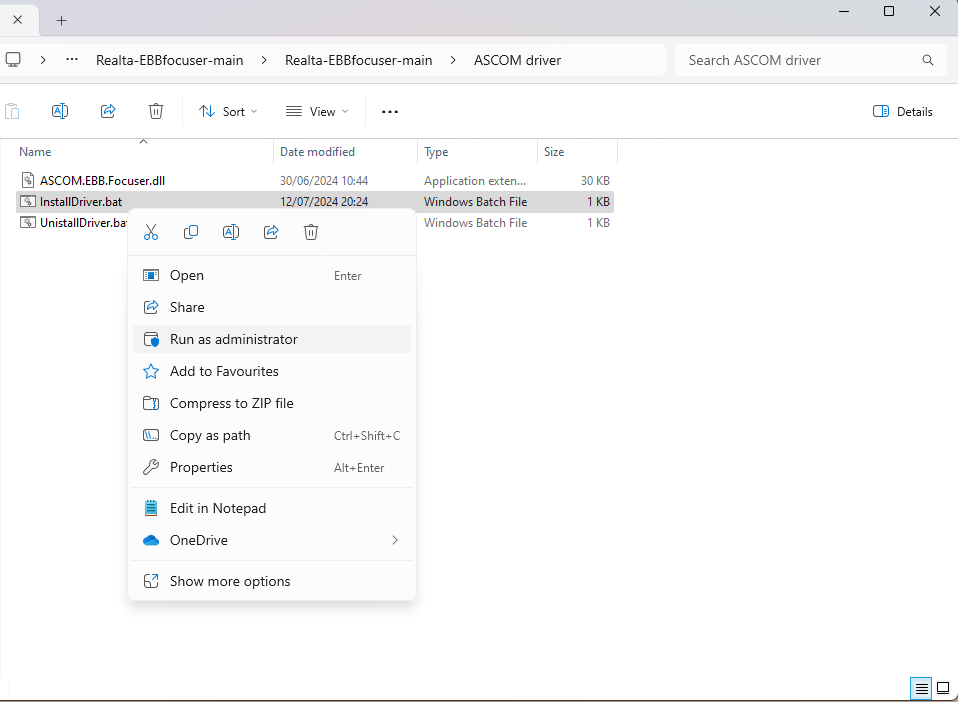 Realta-EBBfocuser-main > Realta-EBBfocuser-main > ASCOM driver
Search ASCOM driver
Sort
View
Details
Name Date modified Type Size
ASCOM.EBB.Focuser.dll 30/06/2024 10:44 Application exten... 30 KB
InstallDriver.bat 12/07/2024 20:24 Windows Batch File 1 KB
UnistallDriver.bat Windows Batch File 1 KB
Open Enter
Share
Run as administrator
Add to Favourites
Compress to ZIP file
Copy as path Ctrl+Shift+C
Properties Alt+Enter
Edit in Notepad
OneDrive
Show more options